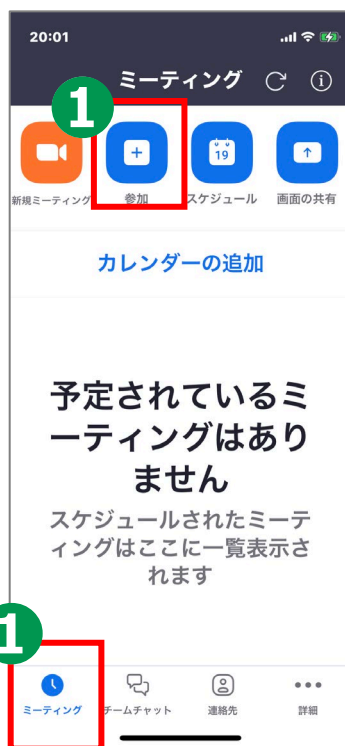 20:01
ミーティング
1
新規ミーティング
参加
19
スケジュール
画面の共有
カレンダーの追加
予定されているミ
ーティングはあり
ません
スケジュールされたミーテ
ィングはここに一覧表示さ
れます
1
ミーティング
チームチャット
連絡先
詳細